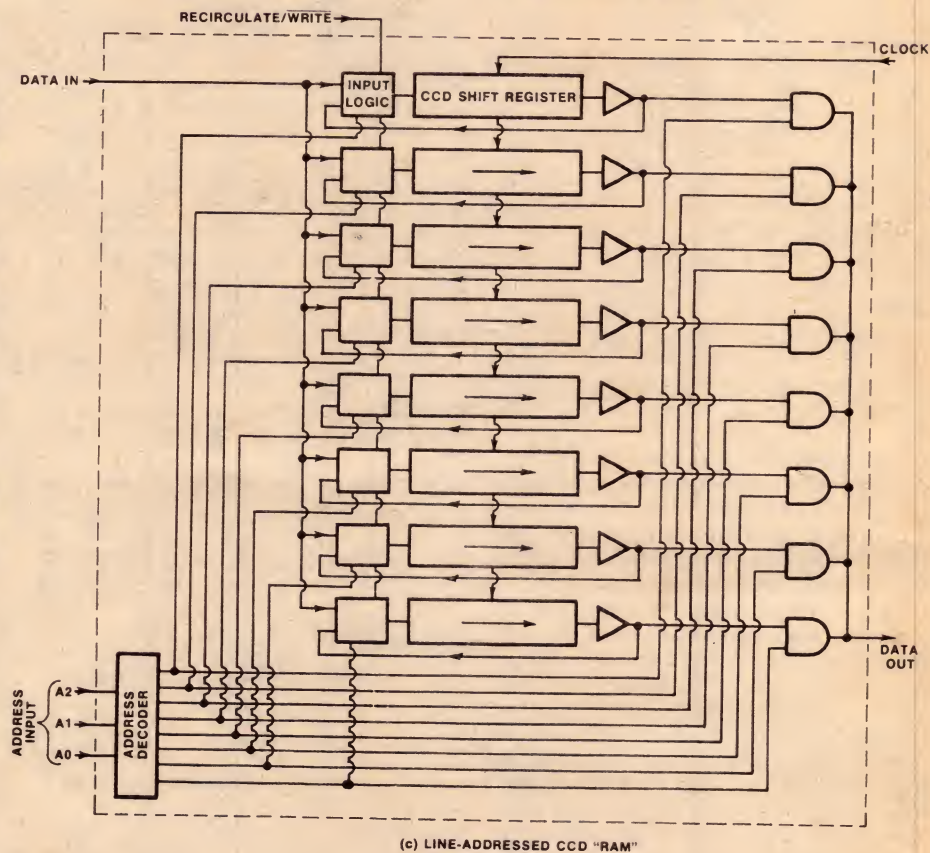 RECIRCULATE/WRITE
CLOCK
DATA IN
INPUT
LOGIC
CCD SHIFT REGISTER
DATA
OUT
ADDRESS
INPUT
A2
A1
A0
ADDRESS
DECODER
(c) LINE-ADDRESSED CCD "RAM"